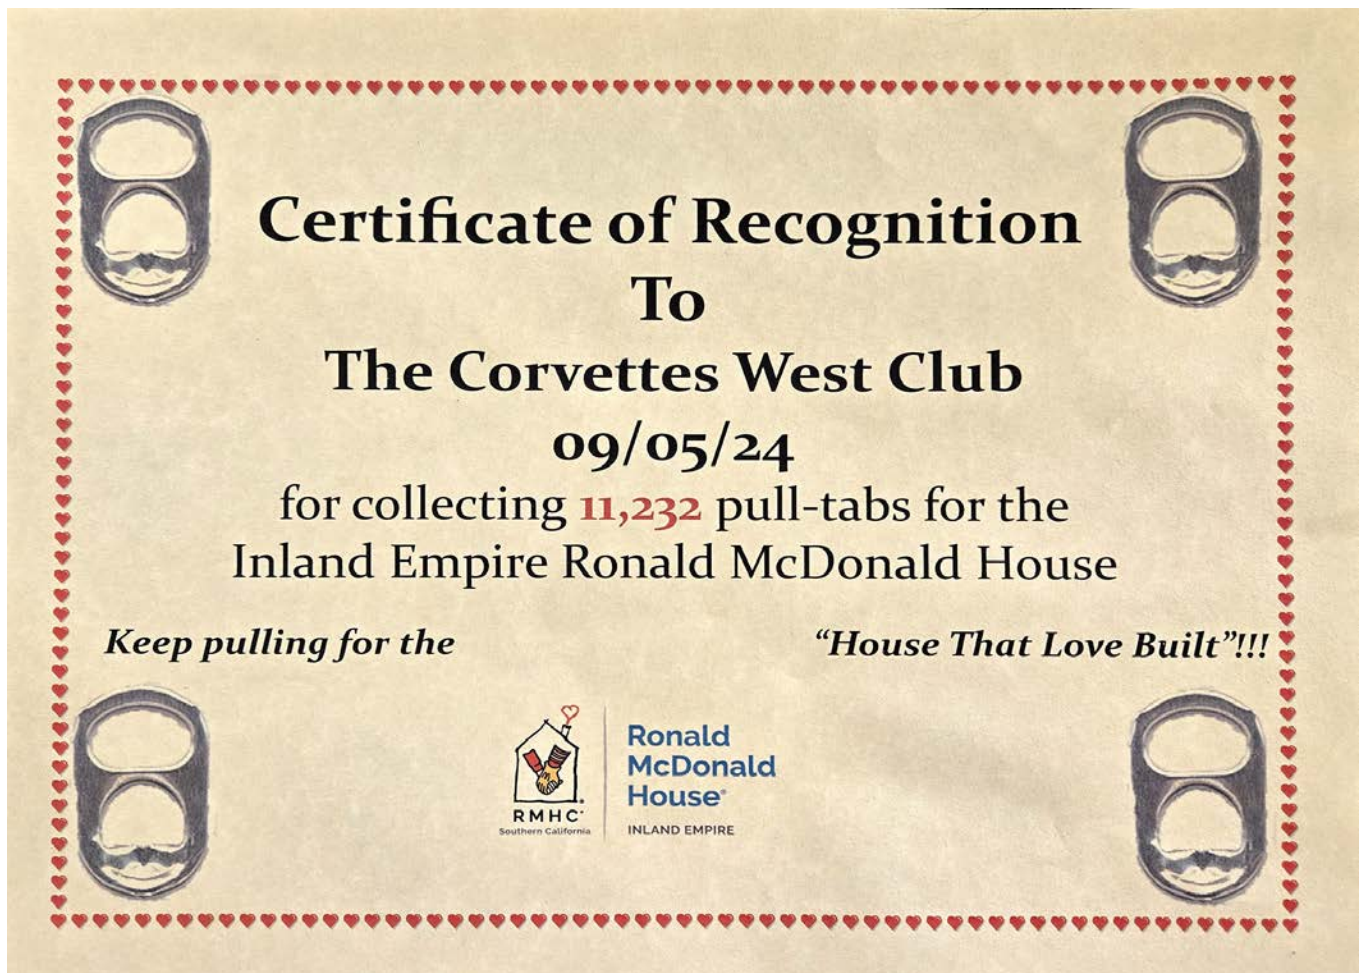 Certificate of Recognition
To
The Corvettes West Club
09/05/24
for collecting 11,232 pull-tabs for the
Inland Empire Ronald McDonald House
Keep pulling for the "House That Love Built"!!!
RMHC®
Southern California
Ronald
McDonald
House®
INLAND EMPIRE